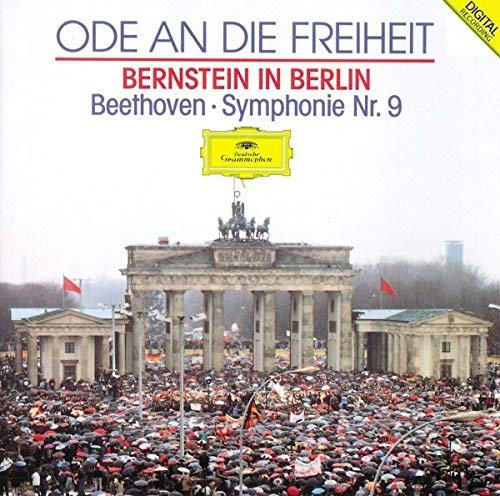 ODE AN DIE FREIHEIT
DIGITAL
RECORDING
BERNSTEIN IN BERLIN
Beethoven · Symphonie Nr. 9
Deutsche
Grammophon